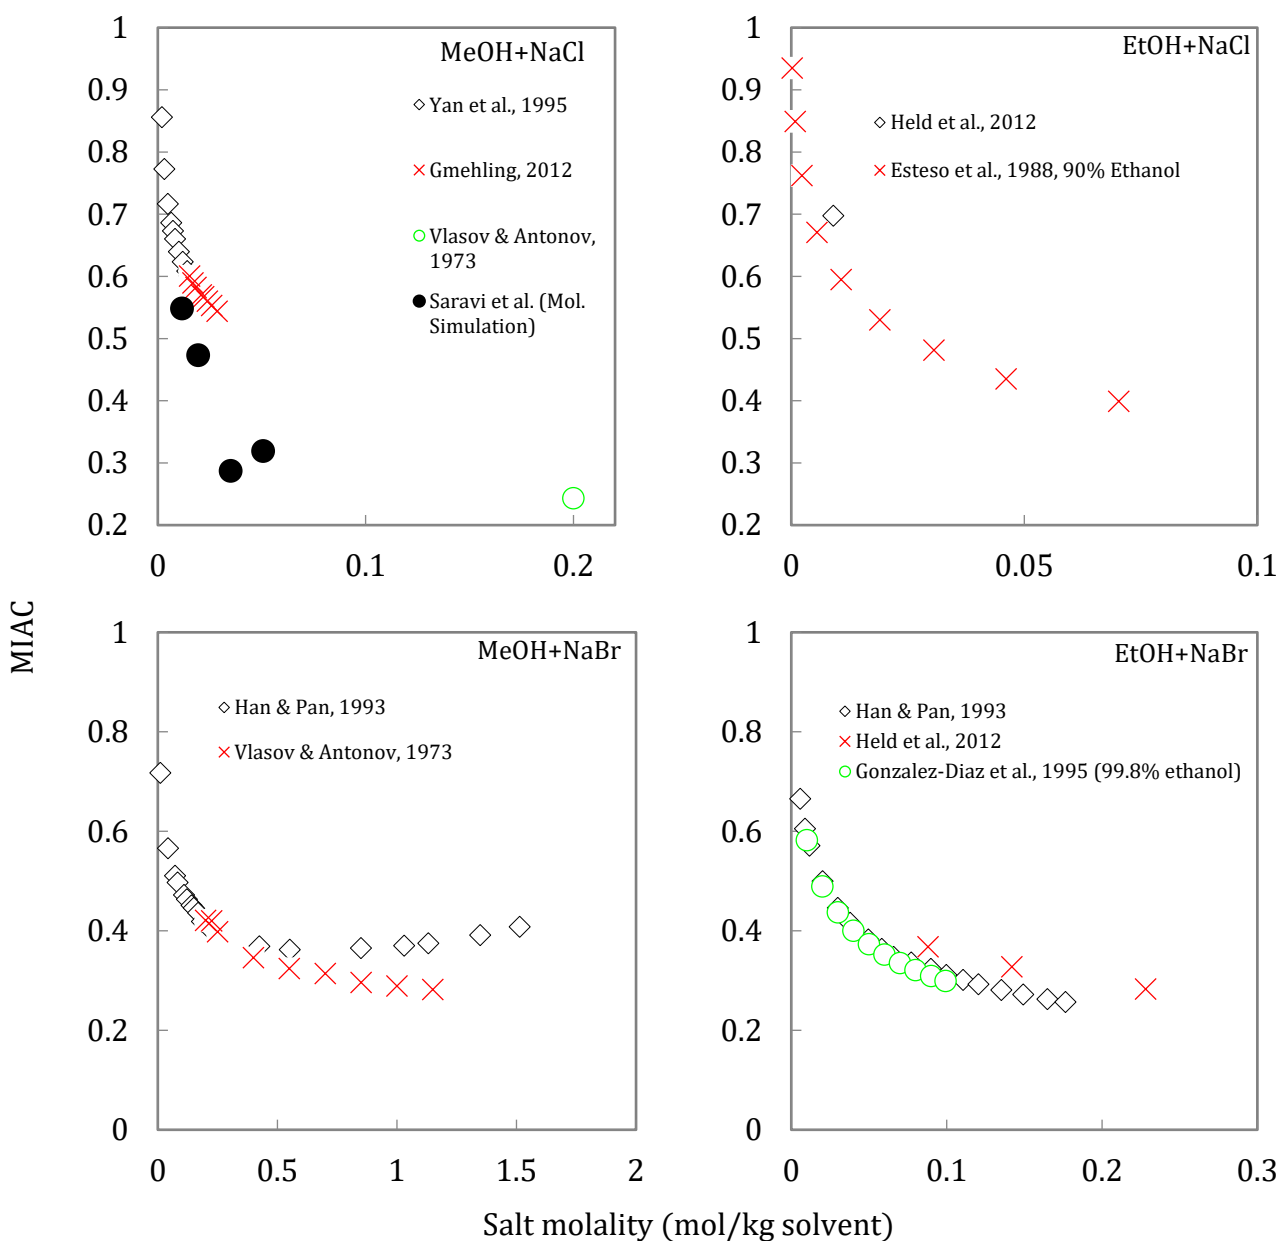 MeOH+NaCl
1
0.9
0.8
0.7
0.6
0.5
0.4
0.3
0.2
Yan et al., 1995
Gmehling, 2012
Vlasov & Antonov,
1973
Saravi et al. (Mol.
Simulation)
0
0.1
0.2
EtOH+NaCl
1
0.9
0.8
0.7
0.6
0.5
0.4
0.3
0.2
Held et al., 2012
Esteso et al., 1988, 90% Ethanol
0
0.05
0.1
MIAC
MeOH+NaBr
1
0.8
0.6
0.4
0.2
0
Han & Pan, 1993
Vlasov & Antonov, 1973
0
0.5
1
1.5
2
EtOH+NaBr
1
0.8
0.6
0.4
0.2
0
Han & Pan, 1993
Held et al., 2012
Gonzalez-Diaz et al., 1995 (99.8% ethanol)
0
0.1
0.2
0.3
Salt molality (mol/kg solvent)